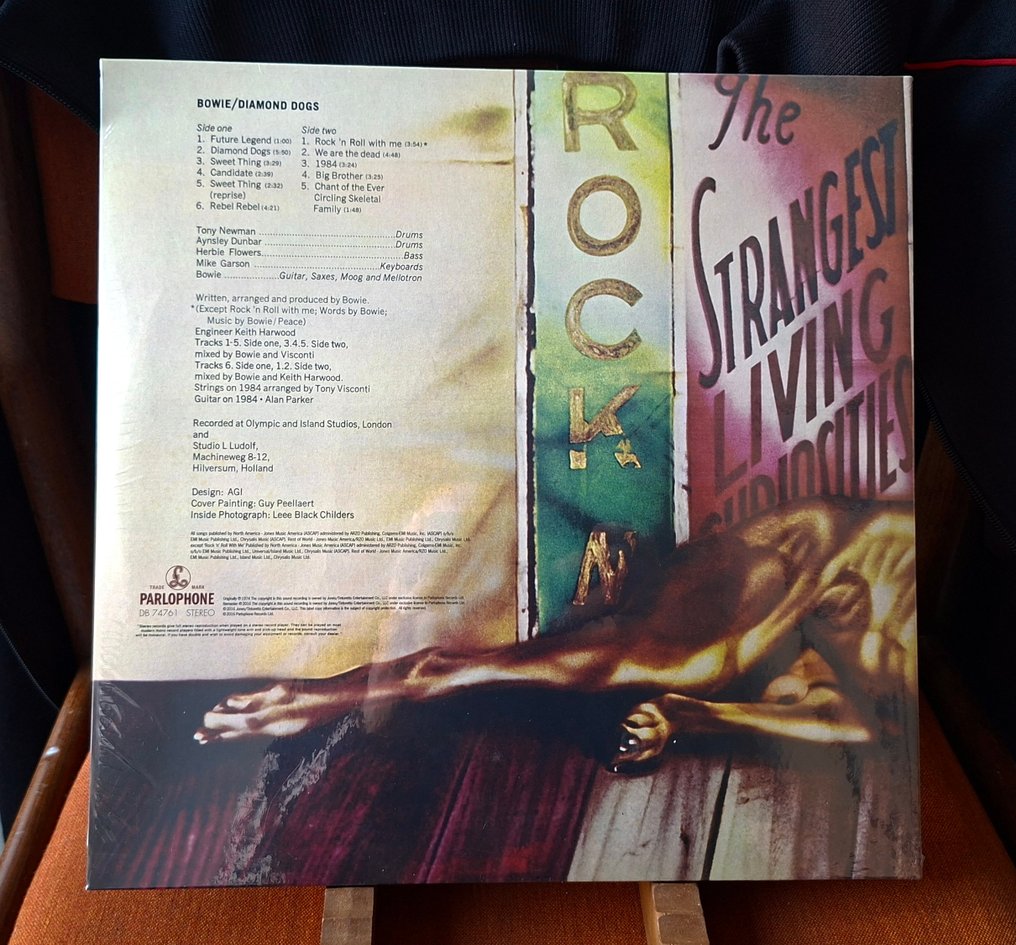 BOWIE/DIAMOND DOGS
Side one
1. Future Legend (1:00)
2. Diamond Dogs (5:50)
3. Sweet Thing (3:29)
4. Candidate (2:39)
5. Sweet Thing (2:32)
(reprise)
6. Rebel Rebel (4:21)
Side two
1. Rock 'n Roll with me (3:54)*
2. We are the dead (4:48)
3. 1984 (3:24)
4. Big Brother (3:25)
5. Chant of the Ever
Circling Skeletal
Family (1:48)
Tony Newman ........................................Drums
Aynsley Dunbar .......................................Drums
Herbie Flowers..........................................Bass
Mike Garson .....................................Keyboards
Bowie ................Guitar, Saxes, Moog and Mellotron
Written, arranged and produced by Bowie.
*(Except Rock 'n Roll with me; Words by Bowie;
Music by Bowie/Peace)
Engineer Keith Harwood
Tracks 1-5. Side one, 3.4.5. Side two,
mixed by Bowie and Visconti
Tracks 6. Side one, 1.2. Side two,
mixed by Bowie and Keith Harwood.
Strings on 1984 arranged by Tony Visconti
Guitar on 1984 • Alan Parker
Recorded at Olympic and Island Studios, London
and
Studio L Ludolf,
Machineweg 8-12,
Hilversum, Holland
Design: AGI
Cover Painting: Guy Peellaert
Inside Photograph: Leee Black Childers
TRADE MARK
PARLOPHONE
DB 74761 STEREO
ROCK N
The
STRANGEST
LIVING
CURIOSITIES